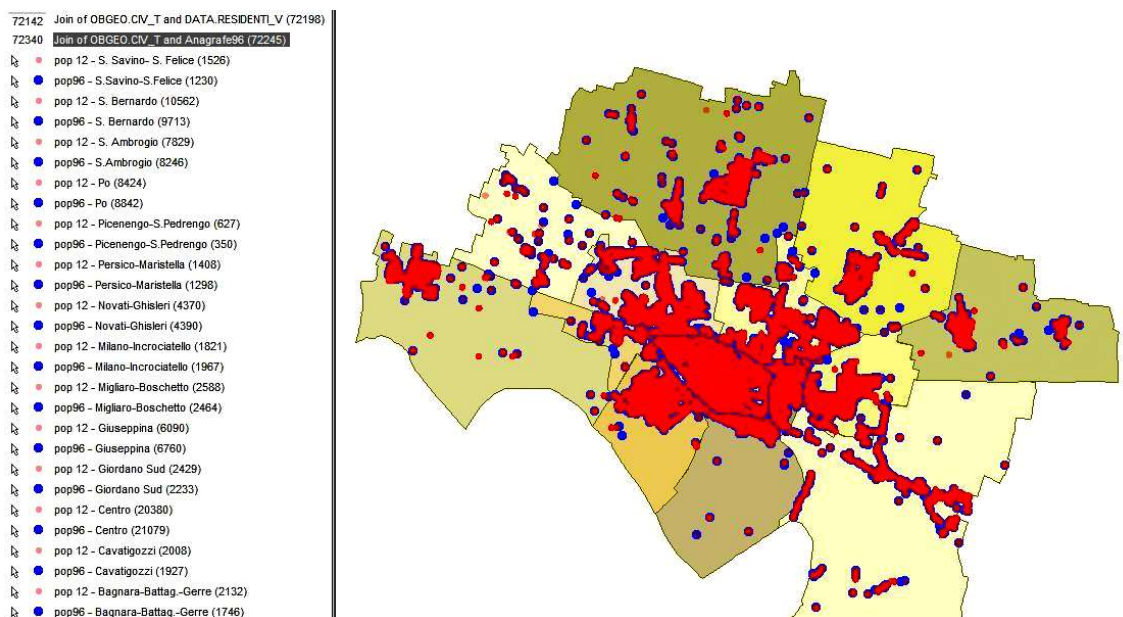 72142 Join of OBGEO.CIV_T and DATA.RESIDENTI_V (72198)
72340 Join of OBGEO.CIV_T and Anagrafe96 (72245)
pop 12 - S. Savino- S. Felice (1526)
pop96 - S.Savino-S.Felice (1230)
pop 12 - S. Bernardo (10562)
pop96 - S. Bernardo (9713)
pop 12 - S. Ambrogio (7829)
pop96 - S.Ambrogio (8246)
pop 12 - Po (8424)
pop96 - Po (8842)
pop 12 - Picenengo-S.Pedrengo (627)
pop96 - Picenengo-S.Pedrengo (350)
pop 12 - Persico-Maristella (1408)
pop96 - Persico-Maristella (1298)
pop 12 - Novati-Ghisleri (4370)
pop96 - Novati-Ghisleri (4390)
pop 12 - Milano-Incrociatello (1821)
pop96 - Milano-Incrociatello (1967)
pop 12 - Migliaro-Boschetto (2588)
pop96 - Migliaro-Boschetto (2464)
pop 12 - Giuseppina (6090)
pop96 - Giuseppina (6760)
pop 12 - Giordano Sud (2429)
pop96 - Giordano Sud (2233)
pop 12 - Centro (20380)
pop96 - Centro (21079)
pop 12 - Cavatigozzi (2008)
pop96 - Cavatigozzi (1927)
pop 12 - Bagnara-Battag.-Gerre (2132)
pop96 - Bagnara-Battag.-Gerre (1746)